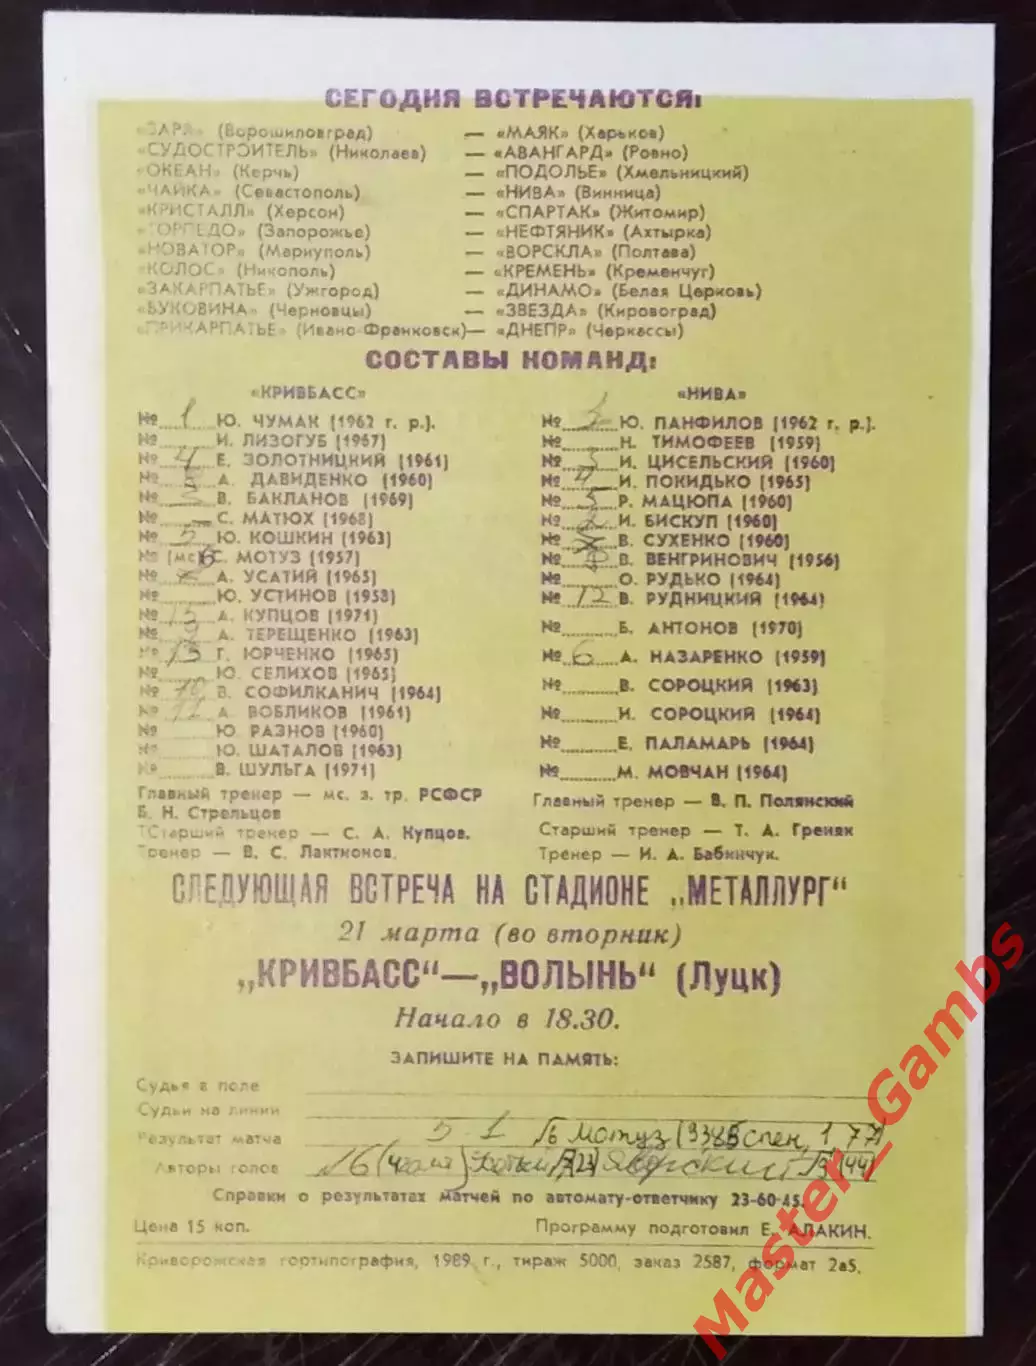 СЕГОДНЯ ВСТРЕЧАЮТСЯ:
«ЗАРЯ» (Ворошиловград) — «МАЯК» (Харьков)
«СУДОСТРОИТЕЛЬ» (Николаев) — «АВАНГАРД» (Ровно)
«ОКЕАН» (Керчь) — «ПОДОЛЬЕ» (Хмельницкий)
«ЧАЙКА» (Севастополь) — «НИВА» (Винница)
«КРИСТАЛЛ» (Херсон) — «СПАРТАК» (Житомир)
«ТОРПЕДО» (Запорожье) — «НЕФТЯНИК» (Ахтырка)
«НОВАТОР» (Мариуполь) — «ВОРСКЛА» (Полтава)
«КОЛОС» (Никополь) — «КРЕМЕНЬ» (Кременчуг)
«ЗАКАРПАТЬЕ» (Ужгород) — «ДИНАМО» (Белая Церковь)
«БУКОВИНА» (Черновцы) — «ЗВЕЗДА» (Кировоград)
«ПРИКАРПАТЬЕ» (Ивано-Франковск) — «ДНЕПР» (Черкассы)
СОСТАВЫ КОМАНД:
«КРИВБАСС»
№ 1 Ю. ЧУМАК (1962 г. р.).
№ И. ЛИЗОГУБ (1967)
№ 4 Е. ЗОЛОТНИЦКИЙ (1961)
№ А. ДАВИДЕНКО (1960)
№ 3 В. БАКЛАНОВ (1969)
№ С. МАТЮХ (1968)
№ 5 Ю. КОШКИН (1963)
№ (мс) 6 С. МОТУЗ (1957)
№ А. УСАТИЙ (1965)
№ Ю. УСТИНОВ (1958)
№ А. КУПЦОВ (1971)
№ А. ТЕРЕЩЕНКО (1963)
№ 13 Г. ЮРЧЕНКО (1965)
№ Ю. СЕЛИХОВ (1965)
№ 10 В. СОФИЛКАНИЧ (1964)
№ А. ВОБЛИКОВ (1961)
№ Ю. РАЗНОВ (1960)
№ Ю. ШАТАЛОВ (1963)
№ В. ШУЛЬГА (1971)
Главный тренер — мс. з. тр. РСФСР
Б. Н. Стрельцов
Старший тренер — С. А. Купцов.
Тренер — В. С. Лактионов.
«НИВА»
№ Ю. ПАНФИЛОВ (1962 г. р.).
№ Н. ТИМОФЕЕВ (1959)
№ 3 И. ЦИСЕЛЬСКИЙ (1960)
№ 4 И. ПОКИДЬКО (1965)
№ 5 Р. МАЦЮПА (1960)
№ 2 И. БИСКУП (1960)
№ В. СУХЕНКО (1960)
№ В. ВЕНГРИНОВИЧ (1956)
№ О. РУДЬКО (1964)
№ 12 В. РУДНИЦКИЙ (1964)
№ Б. АНТОНОВ (1970)
№ 6 А. НАЗАРЕНКО (1959)
№ В. СОРОЦКИЙ (1963)
№ И. СОРОЦКИЙ (1964)
№ Е. ПАЛАМАРЬ (1964)
№ М. МОВЧАН (1964)
Главный тренер — В. П. Полянский
Старший тренер — Т. А. Греняк
Тренер — И. А. Бабинчук.
СЛЕДУЮЩАЯ ВСТРЕЧА НА СТАДИОНЕ „МЕТАЛЛУРГ“
21 марта (во вторник)
„КРИВБАСС“—„ВОЛЫНЬ“ (Луцк)
Начало в 18.30.
ЗАПИШИТЕ НА ПАМЯТЬ:
Судья в поле
Судьи на линии
Результат матча 5-1 Мотуз
Авторы голов
Справки о результатах матчей по автомату-ответчику 23-60-45.
Цена 15 коп. Программу подготовил Е. АЛАКИН.
Криворожская гортипография, 1989 г., тираж 5000, заказ 2587, формат 2а5.
Master_Gambs